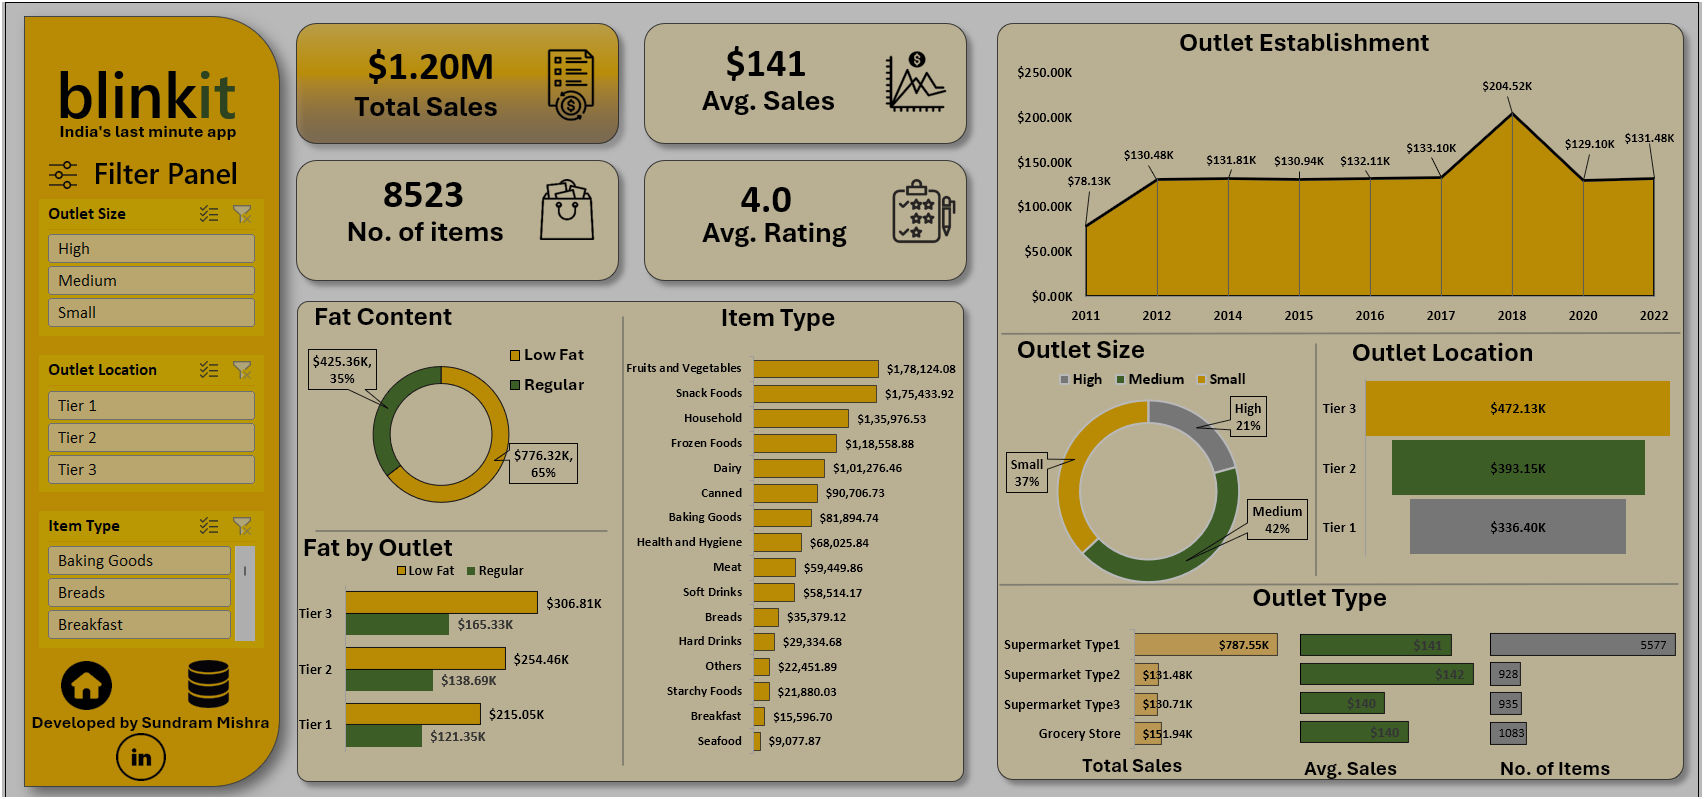 blinkit
India's last minute app
Filter Panel
Outlet Size
High
Medium
Small
Outlet Location
Tier 1
Tier 2
Tier 3
Item Type
Baking Goods
Breads
Breakfast
Developed by Sundram Mishra
in
$1.20M
Total Sales
$141
Avg. Sales
8523
No. of items
4.0
Avg. Rating
Fat Content
$425.36K,
35%
Low Fat
Regular
$776.32K,
65%
Fat by Outlet
Low Fat Regular
Tier 3 $306.81K
$165.33K
Tier 2 $254.46K
$138.69K
Tier 1 $215.05K
$121.35K
Item Type
Fruits and Vegetables $1,78,124.08
Snack Foods $1,75,433.92
Household $1,35,976.53
Frozen Foods $1,18,558.88
Dairy $1,01,276.46
Canned $90,706.73
Baking Goods $81,894.74
Health and Hygiene $68,025.84
Meat $59,449.86
Soft Drinks $58,514.17
Breads $35,379.12
Hard Drinks $29,334.68
Others $22,451.89
Starchy Foods $21,880.03
Breakfast $15,596.70
Seafood $9,077.87
Outlet Establishment
$250.00K
$200.00K
$150.00K
$100.00K
$50.00K
$0.00K
$78.13K
$130.48K
$131.81K
$130.94K
$132.11K
$133.10K
$204.52K
$129.10K
$131.48K
2011 2012 2014 2015 2016 2017 2018 2020 2022
Outlet Size
High Medium Small
High
21%
Small
37%
Medium
42%
Outlet Location
Tier 3 $472.13K
Tier 2 $393.15K
Tier 1 $336.40K
Outlet Type
Supermarket Type1 $787.55K $141 5577
Supermarket Type2 $131.48K $142 928
Supermarket Type3 $130.71K $140 935
Grocery Store $151.94K $140 1083
Total Sales Avg. Sales No. of Items